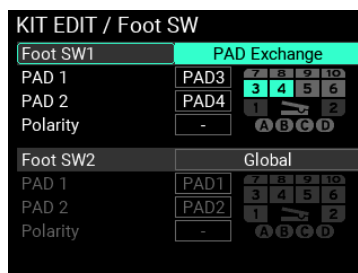 KIT EDIT / Foot SW
Foot SW1 PAD Exchange
PAD 1 PAD3 7 8 9 10
3 4 5 6
PAD 2 PAD4 1 2
Polarity - A B C D
Foot SW2 Global
PAD 1 PAD1 7 8 9 10
3 4 5 6
PAD 2 PAD2 1 2
Polarity - A B C D